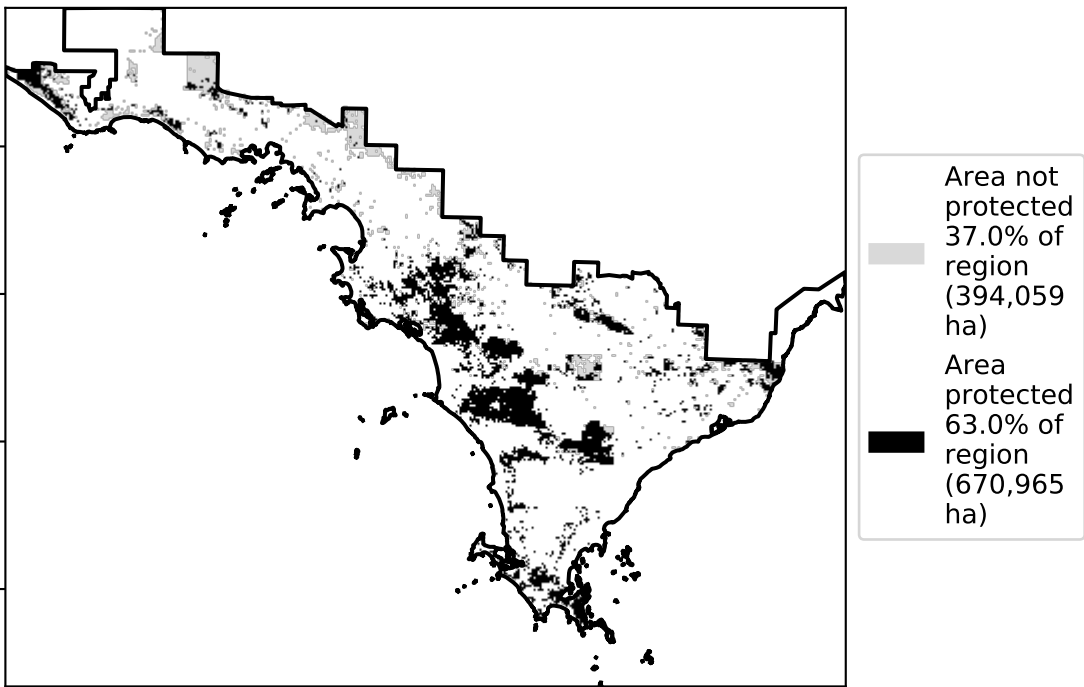 Area not
protected
37.0% of
region
(394,059
ha)
Area
protected
63.0% of
region
(670,965
ha)